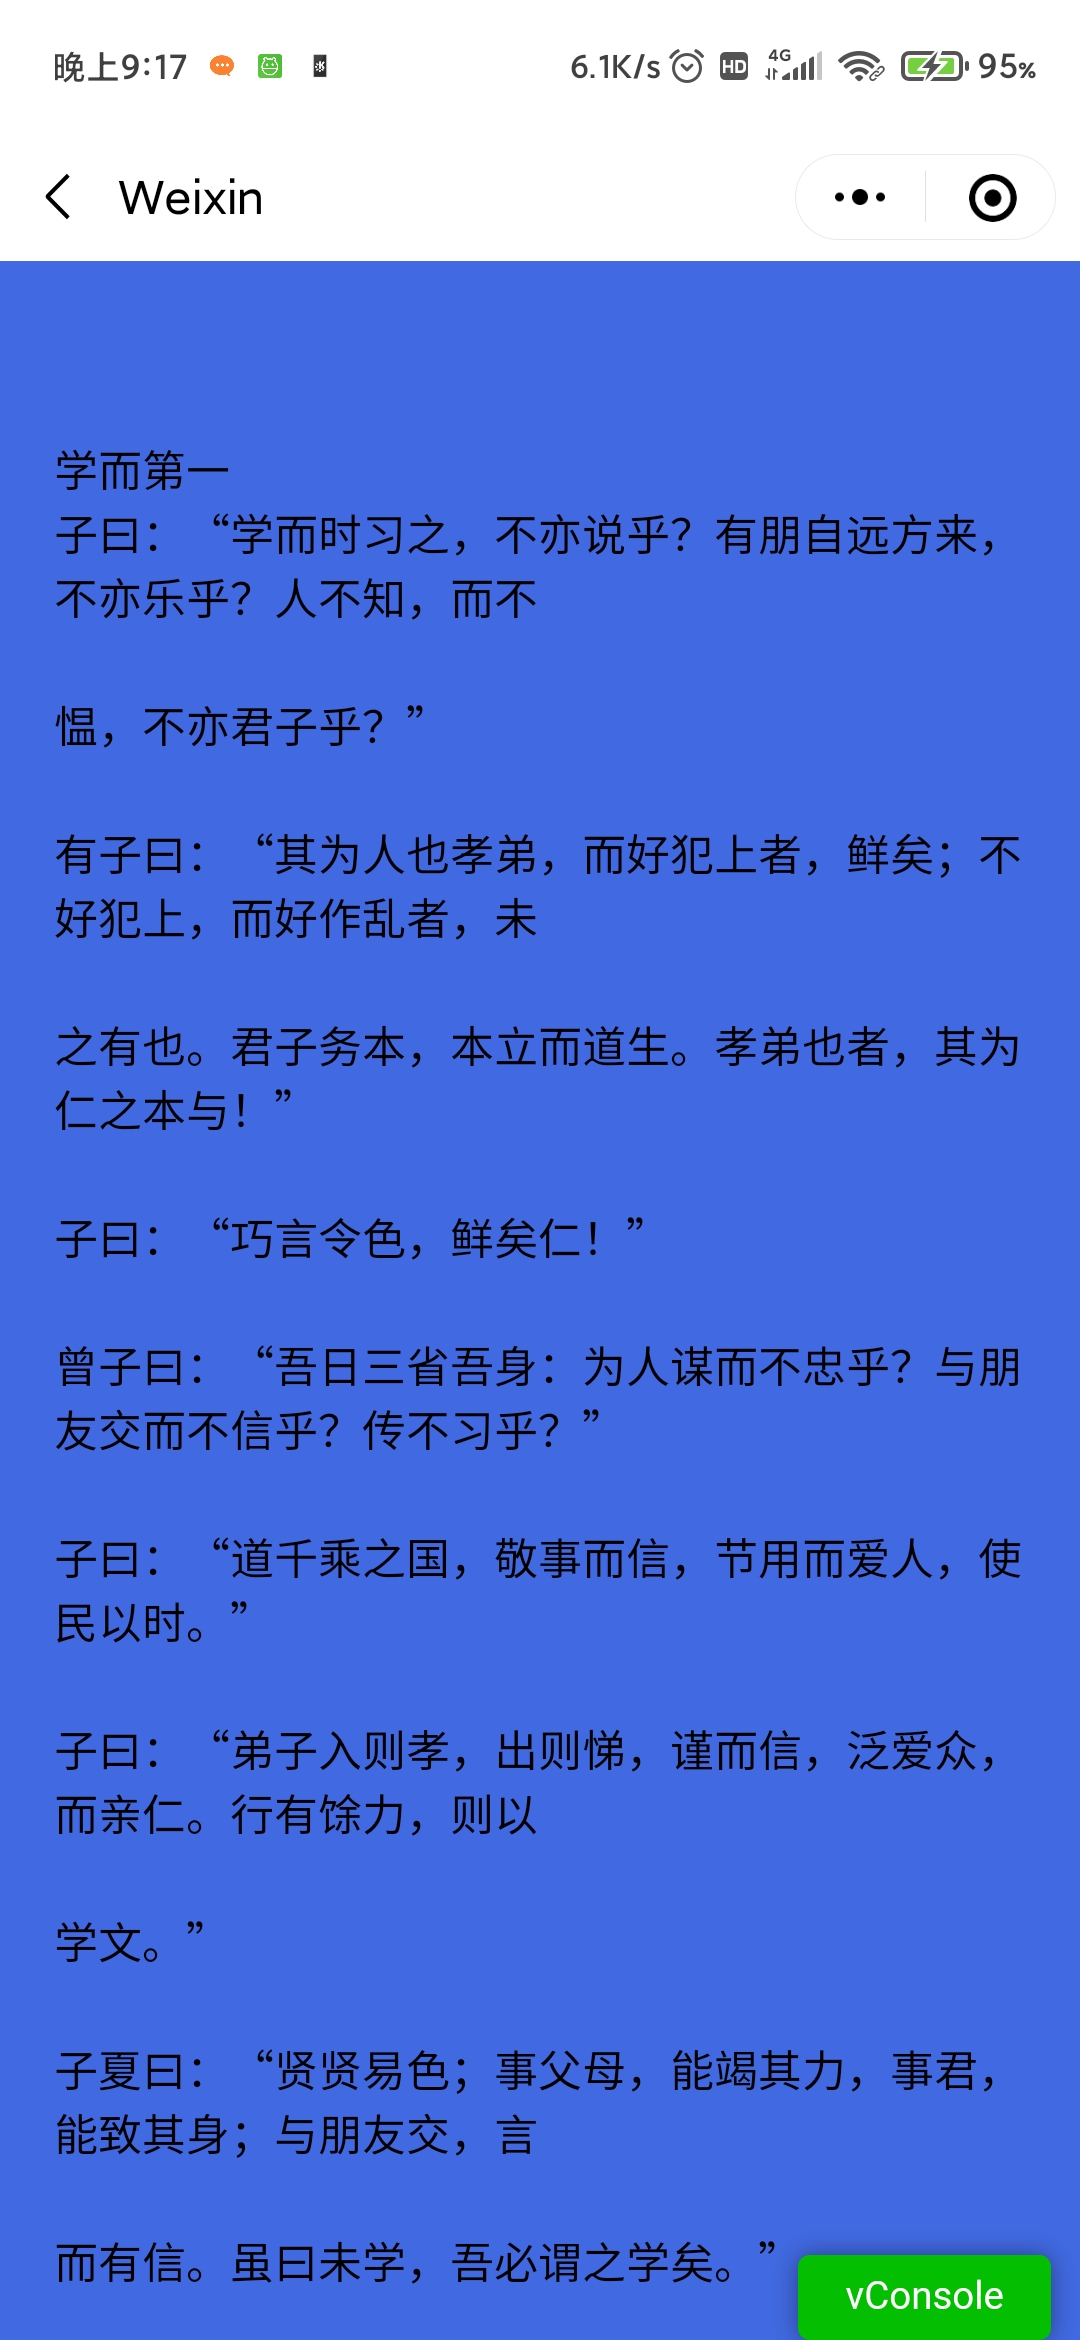 晚上9:17
6.1K/s HD 4G 95%
Weixin
学而第一
子曰：“学而时习之，不亦说乎？有朋自远方来，
不亦乐乎？人不知，而不
愠，不亦君子乎？”
有子曰：“其为人也孝弟，而好犯上者，鲜矣；不
好犯上，而好作乱者，未
之有也。君子务本，本立而道生。孝弟也者，其为
仁之本与！”
子曰：“巧言令色，鲜矣仁！”
曾子曰：“吾日三省吾身：为人谋而不忠乎？与朋
友交而不信乎？传不习乎？”
子曰：“道千乘之国，敬事而信，节用而爱人，使
民以时。”
子曰：“弟子入则孝，出则悌，谨而信，泛爱众，
而亲仁。行有馀力，则以
学文。”
子夏曰：“贤贤易色；事父母，能竭其力，事君，
能致其身；与朋友交，言
而有信。虽曰未学，吾必谓之学矣。”
vConsole